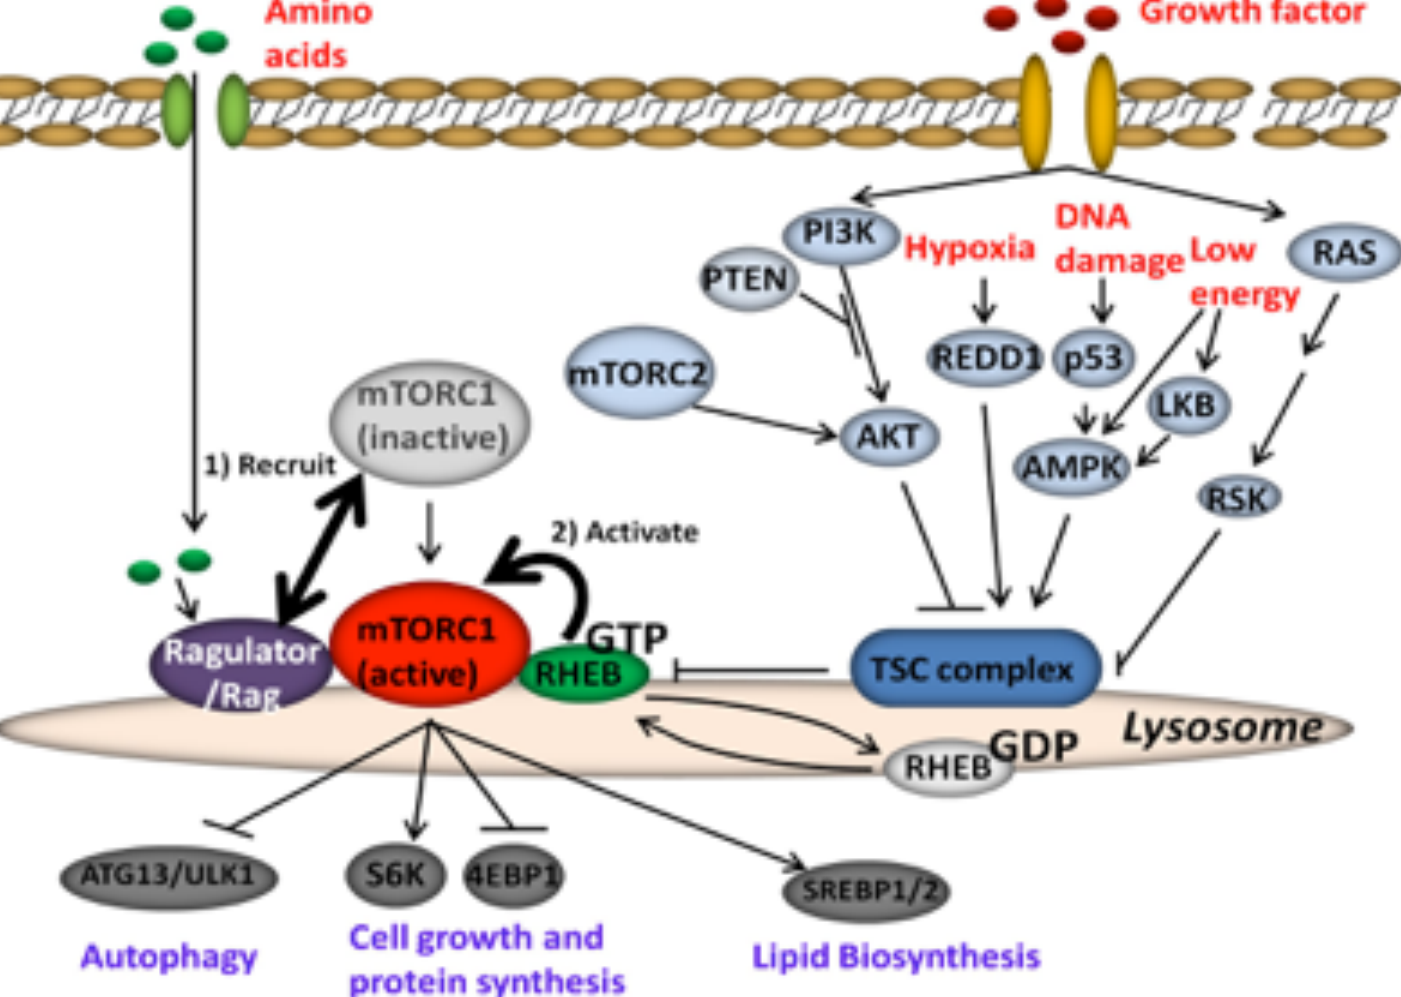 Amino
acids
Growth factor
PI3K
PTEN
Hypoxia
DNA
damage
Low
energy
RAS
mTORC2
REDD1
p53
LKB
AKT
AMPK
RSK
mTORC1
(inactive)
1) Recruit
2) Activate
Ragulator
/Rag
mTORC1
(active)
GTP
RHEB
TSC complex
Lysosome
GDP
RHEB
ATG13/ULK1
S6K
4EBP1
SREBP1/2
Autophagy
Cell growth and
protein synthesis
Lipid Biosynthesis